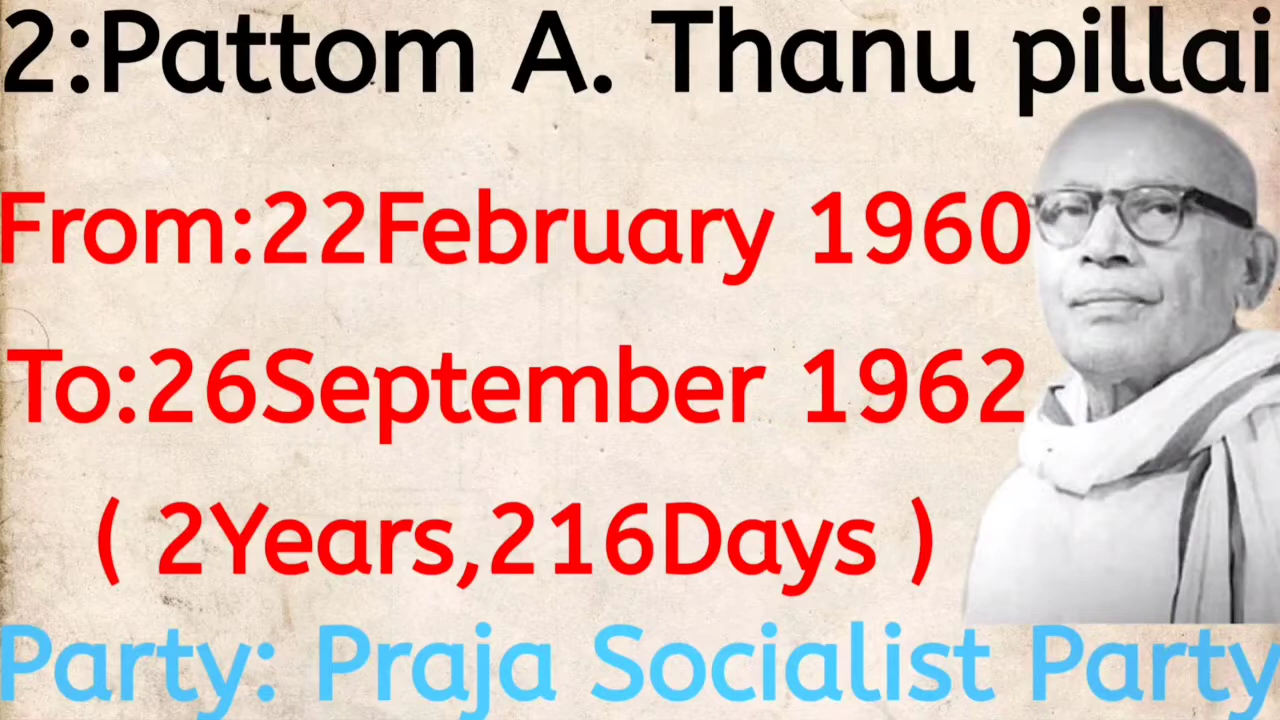 2:Pattom A. Thanu pillai
From:22February 1960
To:26September 1962
( 2Years,216Days )
Party: Praja Socialist Party